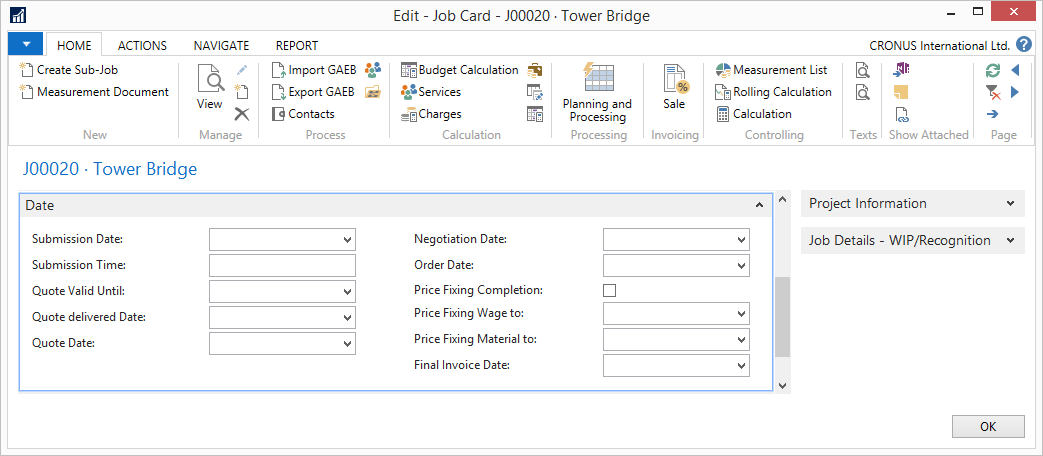 Edit - Job Card - J00020 · Tower Bridge
HOME ACTIONS NAVIGATE REPORT CRONUS International Ltd. ?
Create Sub-Job
Measurement Document
New
View
Manage
Import GAEB
Export GAEB
Contacts
Process
Budget Calculation
Services
Charges
Calculation
Planning and
Processing
Processing
Sale
Invoicing
Measurement List
Rolling Calculation
Calculation
Controlling
Texts
Show Attached
Page
J00020 · Tower Bridge
Date
Submission Date:
Submission Time:
Quote Valid Until:
Quote delivered Date:
Quote Date:
Negotiation Date:
Order Date:
Price Fixing Completion:
Price Fixing Wage to:
Price Fixing Material to:
Final Invoice Date:
Project Information
Job Details - WIP/Recognition
OK